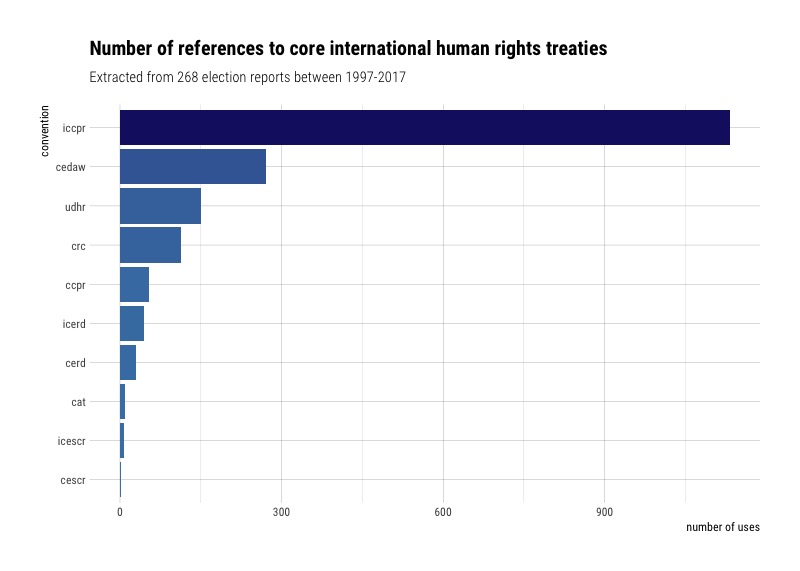 Number of references to core international human rights treaties
Extracted from 268 election reports between 1997-2017
convention
iccpr
cedaw
udhr
crc
ccpr
icerd
cerd
cat
icescr
cescr
0 300 600 900
number of uses